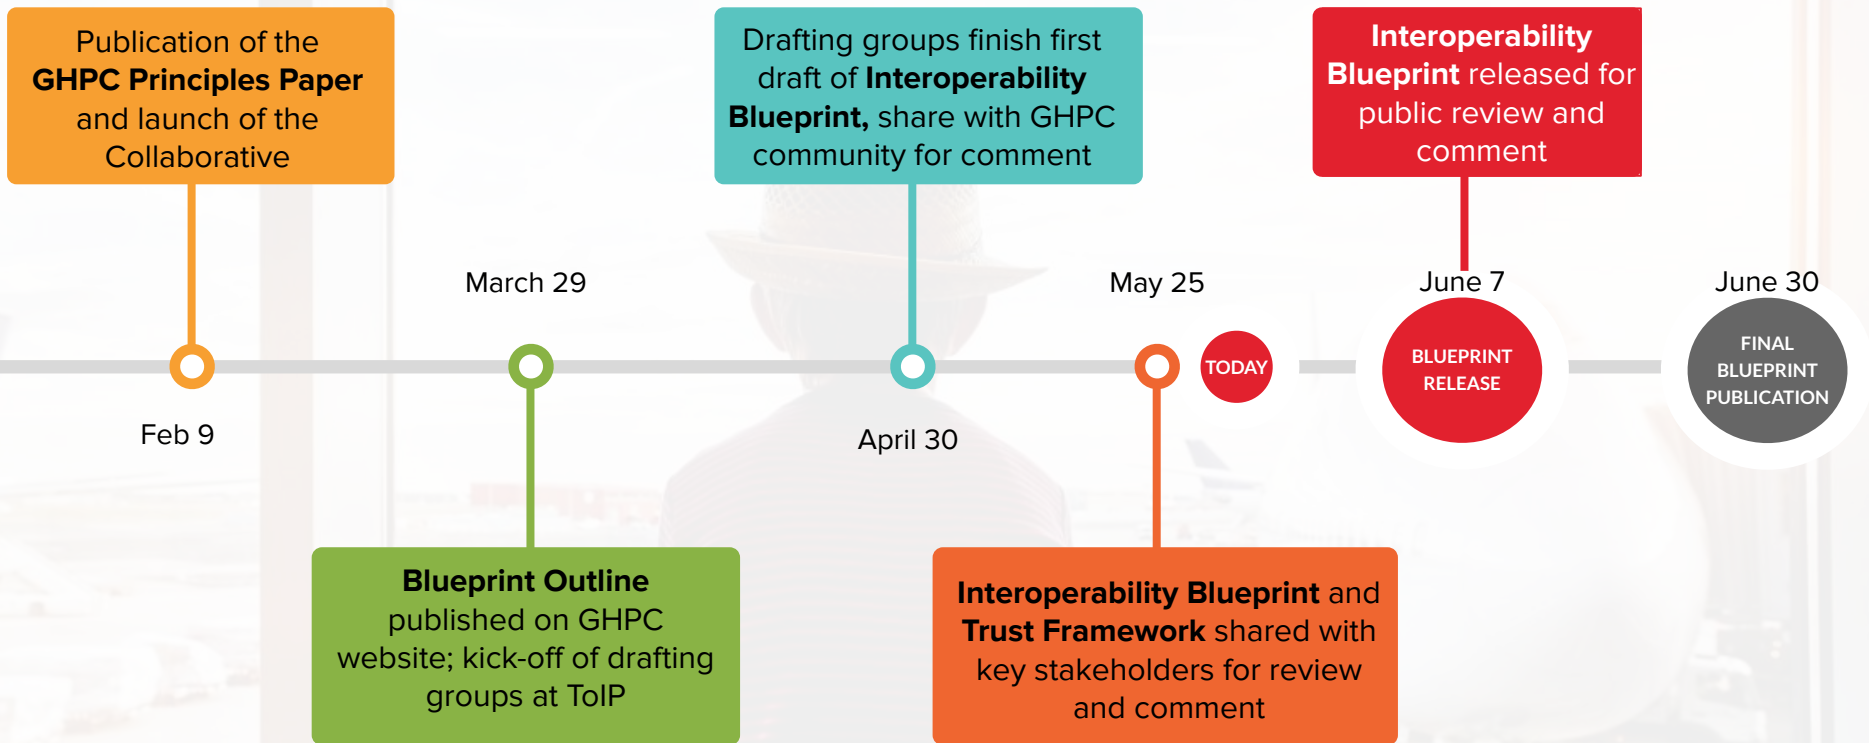 Publication of the
GHPC Principles Paper
and launch of the
Collaborative
Feb 9
March 29
Blueprint Outline
published on GHPC
website; kick-off of drafting
groups at ToIP
Drafting groups finish first
draft of Interoperability
Blueprint, share with GHPC
community for comment
April 30
May 25
Interoperability Blueprint and
Trust Framework shared with
key stakeholders for review
and comment
TODAY
Interoperability
Blueprint released for
public review and
comment
June 7
BLUEPRINT
RELEASE
June 30
FINAL
BLUEPRINT
PUBLICATION